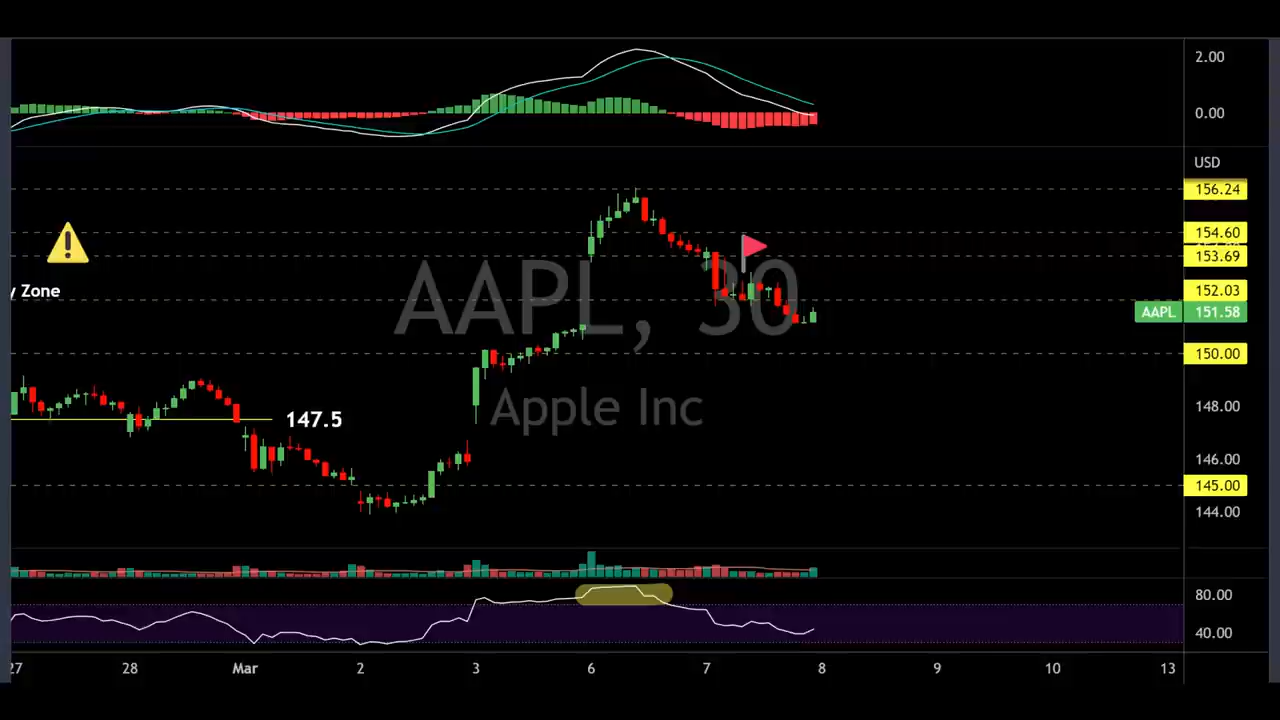 2.00
0.00
USD
156.24
154.60
153.69
y Zone
152.03
AAPL 151.58
AAPL, 30
150.00
Apple Inc
148.00
147.5
146.00
145.00
144.00
80.00
40.00
27 28 Mar 2 3 6 7 8 9 10 13